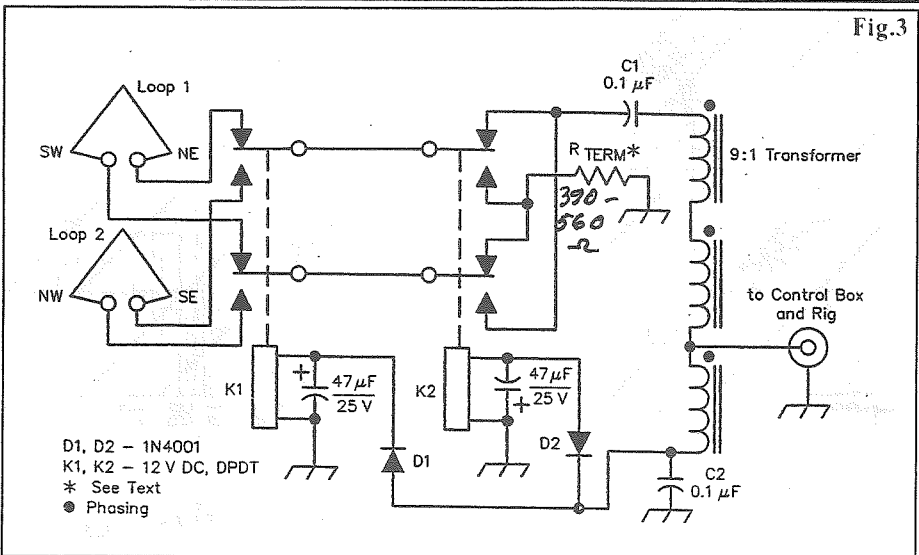 Fig.3
C1
0.1 µF
Loop 1
SW
NE
R TERM*
390 -
560
Ω
9:1 Transformer
Loop 2
NW
SE
to Control Box
and Rig
K1
+
47µF
25 V
K2
47µF
25 V
+
D1
D2
C2
0.1 µF
D1, D2 – 1N4001
K1, K2 – 12 V DC, DPDT
* See Text
● Phasing